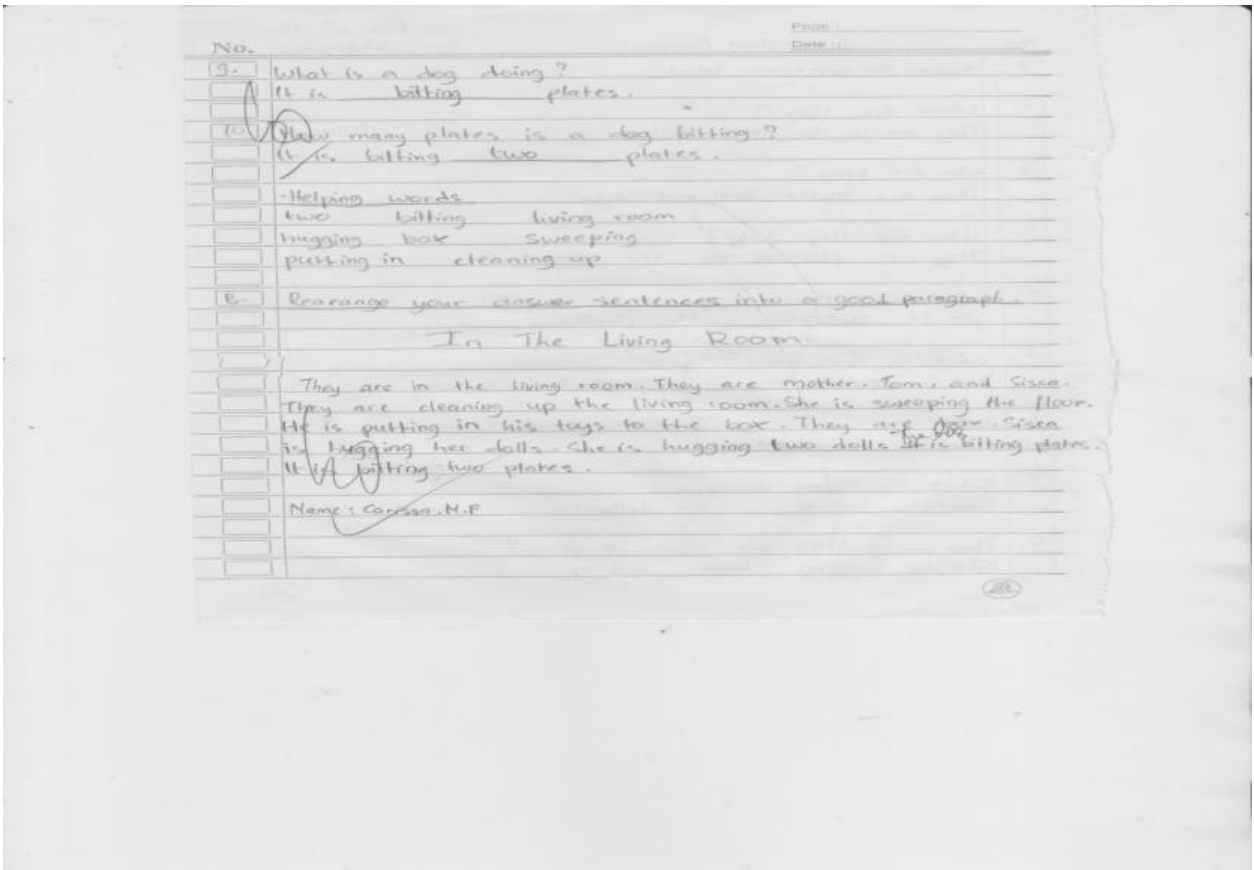 Page :
No. Date :
9. What is a dog doing?
It is bitting plates.
10 How many plates is a dog bitting?
It is bitting two plates.
Helping words
two bitting living room
hugging box sweeping
putting in cleaning up
B. Rearange your answer sentences into a good paragraph.
In The Living Room
They are in the living room. They are mother, Tom, and Sisca.
They are cleaning up the living room. She is sweeping the floor.
He is putting in his toys to the box. They are Sisca
is hugging her dolls. She is hugging two dolls It is bitting plates.
It is bitting two plates.
Name : Carissa.M.F